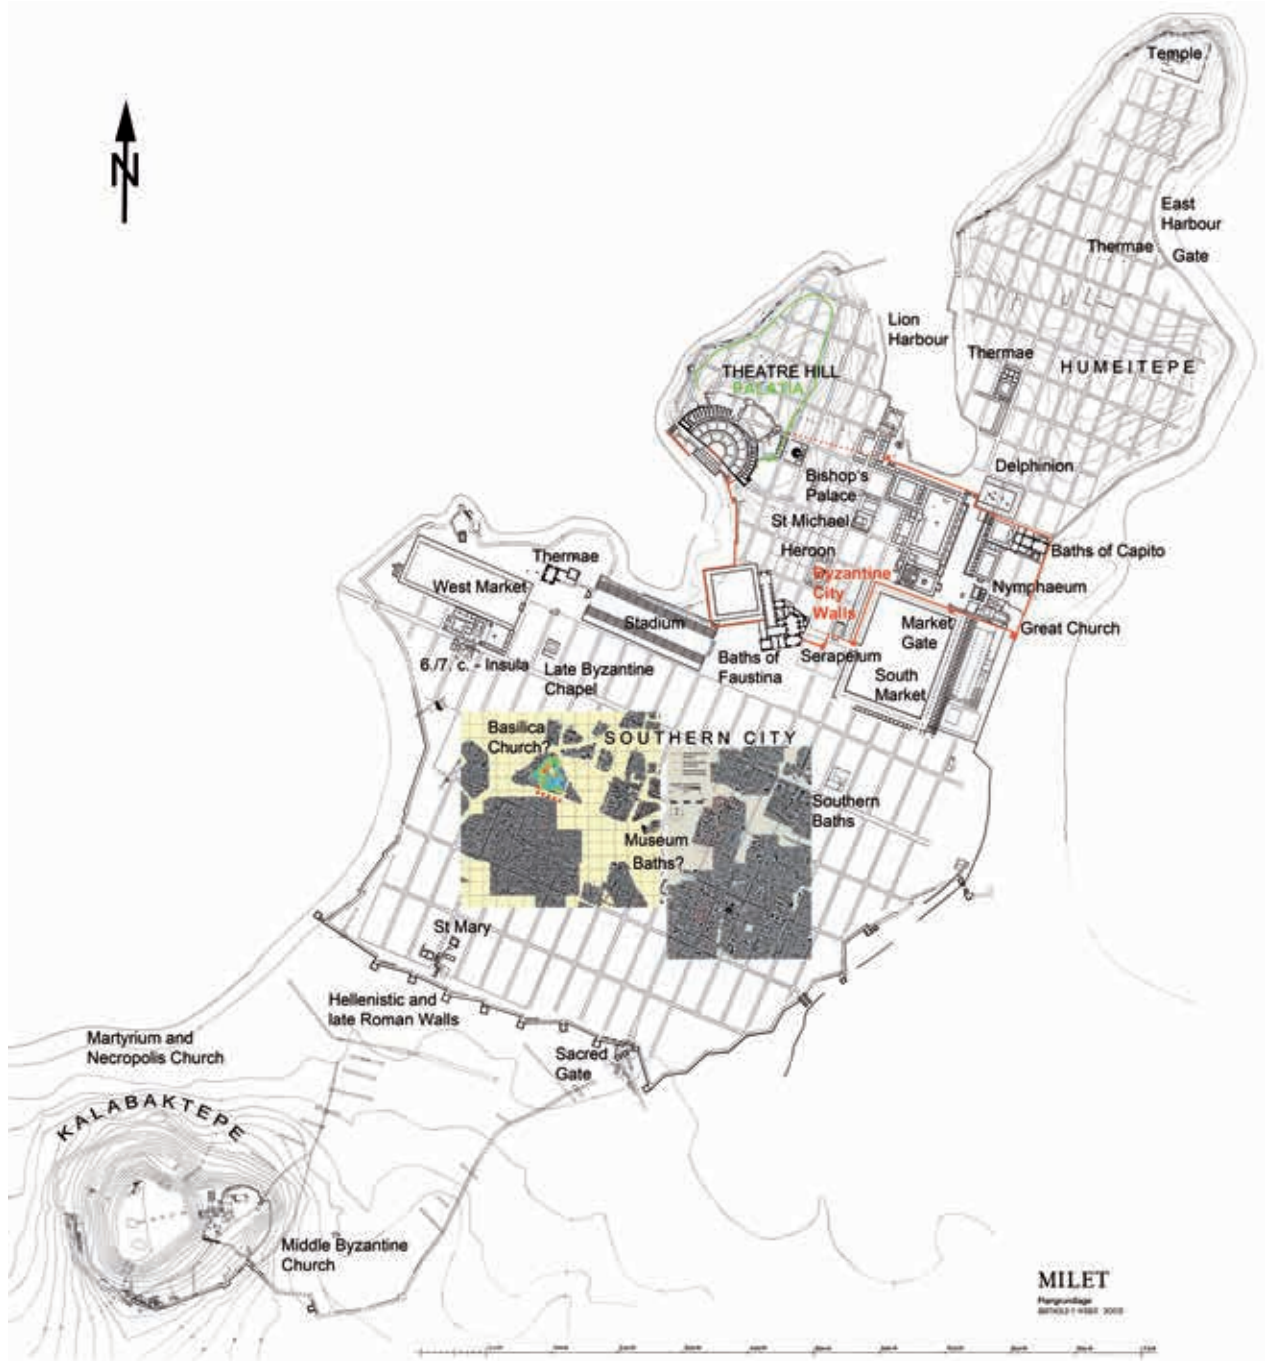 Temple
N
East
Harbour
Thermae
Gate
Lion
Harbour
Thermae
THEATRE HILL
PALATIA
HUMEITEPE
Delphinion
Bishop's
Palace
St Michael
Heroon
Baths of Capito
Thermae
West Market
Byzantine
City
Walls
Nymphaeum
Stadium
Market
Gate
Great Church
Baths of
Faustina
Serapeium
6./7. c. - Insula
Late Byzantine
Chapel
South
Market
Basilica
Church?
SOUTHERN CITY
Southern
Baths
Museum
Baths?
St Mary
Hellenistic and
late Roman Walls
Martyrium and
Necropolis Church
Sacred
Gate
KALABAKTEPE
Middle Byzantine
Church
MILET